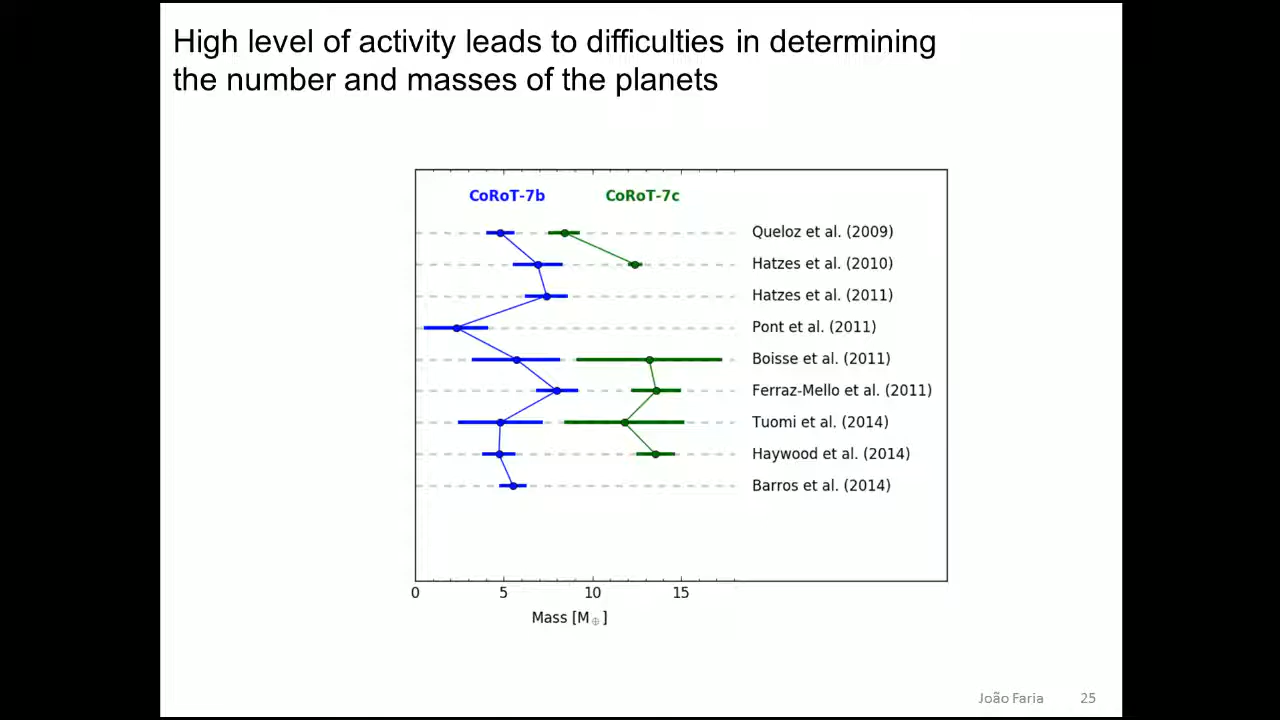 High level of activity leads to difficulties in determining
the number and masses of the planets
CoRoT-7b CoRoT-7c
Queloz et al. (2009)
Hatzes et al. (2010)
Hatzes et al. (2011)
Pont et al. (2011)
Boisse et al. (2011)
Ferraz-Mello et al. (2011)
Tuomi et al. (2014)
Haywood et al. (2014)
Barros et al. (2014)
0 5 10 15
Mass [M⊕]
João Faria 25